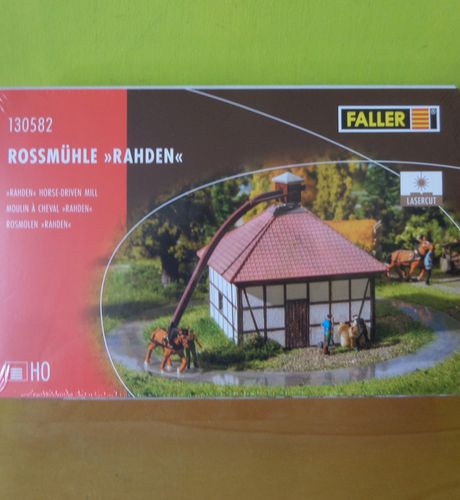 130582
ROSSMÜHLE »RAHDEN«
»RAHDEN« HORSE-DRIVEN MILL
MOULIN À CHEVAL »RAHDEN«
ROSMOLEN »RAHDEN«
FALLER
LASERCUT
H0